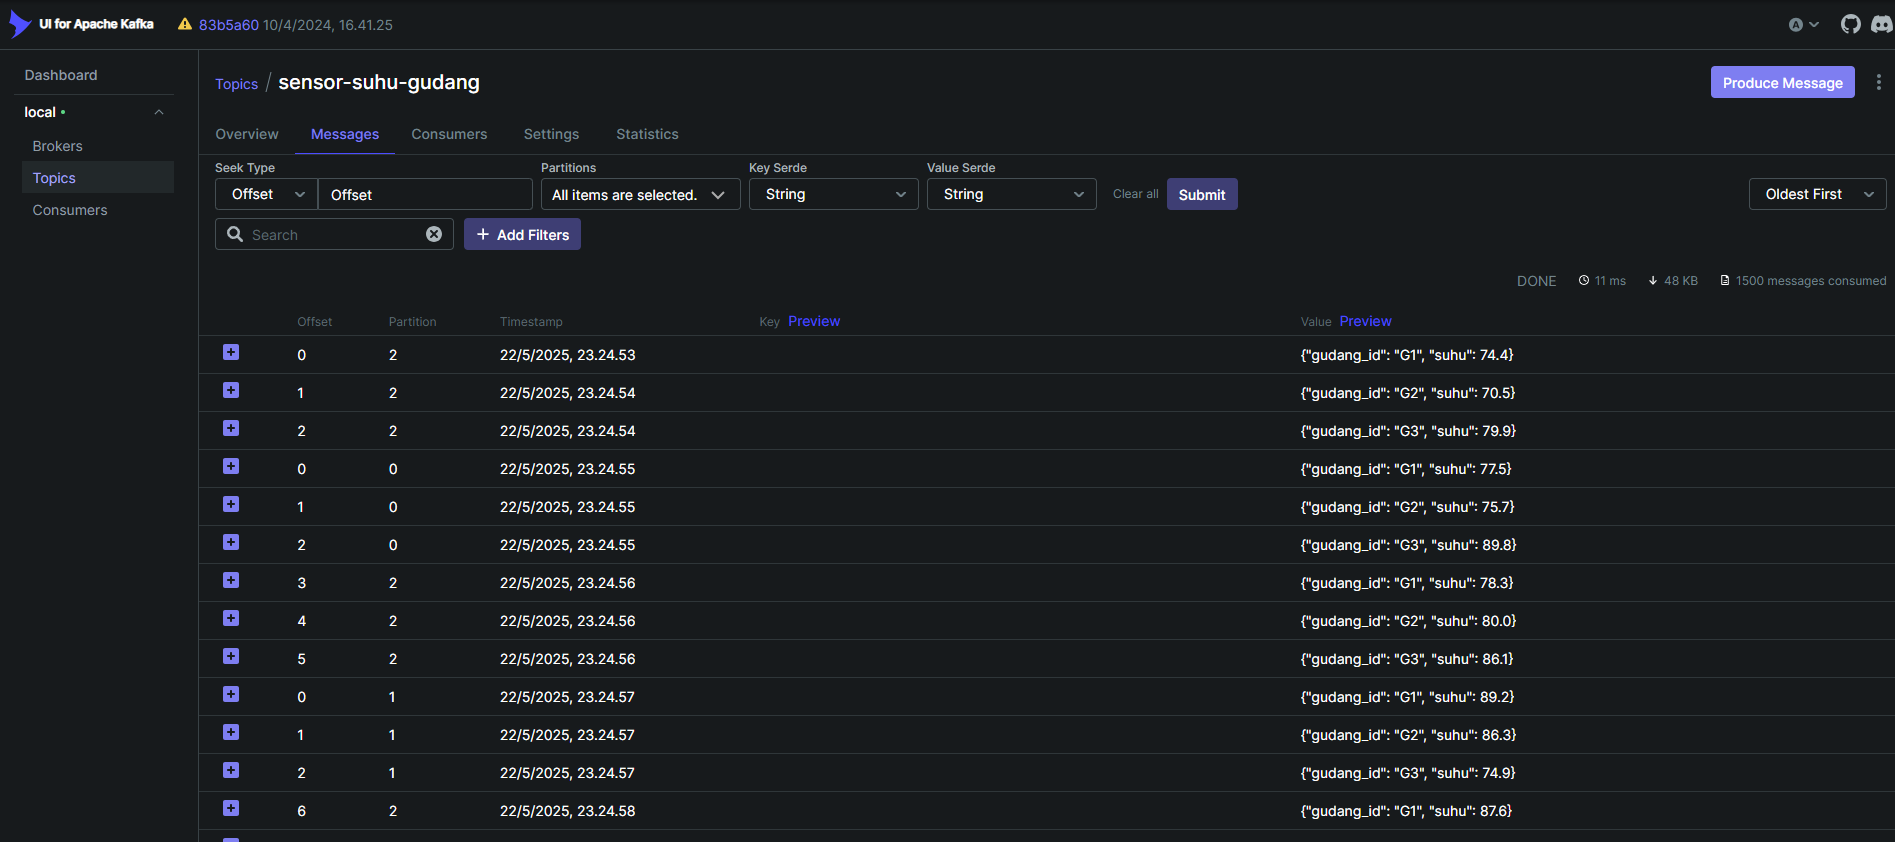 UI for Apache Kafka 83b5a60 10/4/2024, 16.41.25 A
Dashboard
local
Brokers
Topics
Consumers
Topics / sensor-suhu-gudang Produce Message
Overview Messages Consumers Settings Statistics
Seek Type Partitions Key Serde Value Serde
Offset Offset All items are selected. String String Clear all Submit Oldest First
Search + Add Filters
DONE 11 ms 48 KB 1500 messages consumed
Offset Partition Timestamp Key Preview Value Preview
0 2 22/5/2025, 23.24.53 {"gudang_id": "G1", "suhu": 74.4}
1 2 22/5/2025, 23.24.54 {"gudang_id": "G2", "suhu": 70.5}
2 2 22/5/2025, 23.24.54 {"gudang_id": "G3", "suhu": 79.9}
0 0 22/5/2025, 23.24.55 {"gudang_id": "G1", "suhu": 77.5}
1 0 22/5/2025, 23.24.55 {"gudang_id": "G2", "suhu": 75.7}
2 0 22/5/2025, 23.24.55 {"gudang_id": "G3", "suhu": 89.8}
3 2 22/5/2025, 23.24.56 {"gudang_id": "G1", "suhu": 78.3}
4 2 22/5/2025, 23.24.56 {"gudang_id": "G2", "suhu": 80.0}
5 2 22/5/2025, 23.24.56 {"gudang_id": "G3", "suhu": 86.1}
0 1 22/5/2025, 23.24.57 {"gudang_id": "G1", "suhu": 89.2}
1 1 22/5/2025, 23.24.57 {"gudang_id": "G2", "suhu": 86.3}
2 1 22/5/2025, 23.24.57 {"gudang_id": "G3", "suhu": 74.9}
6 2 22/5/2025, 23.24.58 {"gudang_id": "G1", "suhu": 87.6}